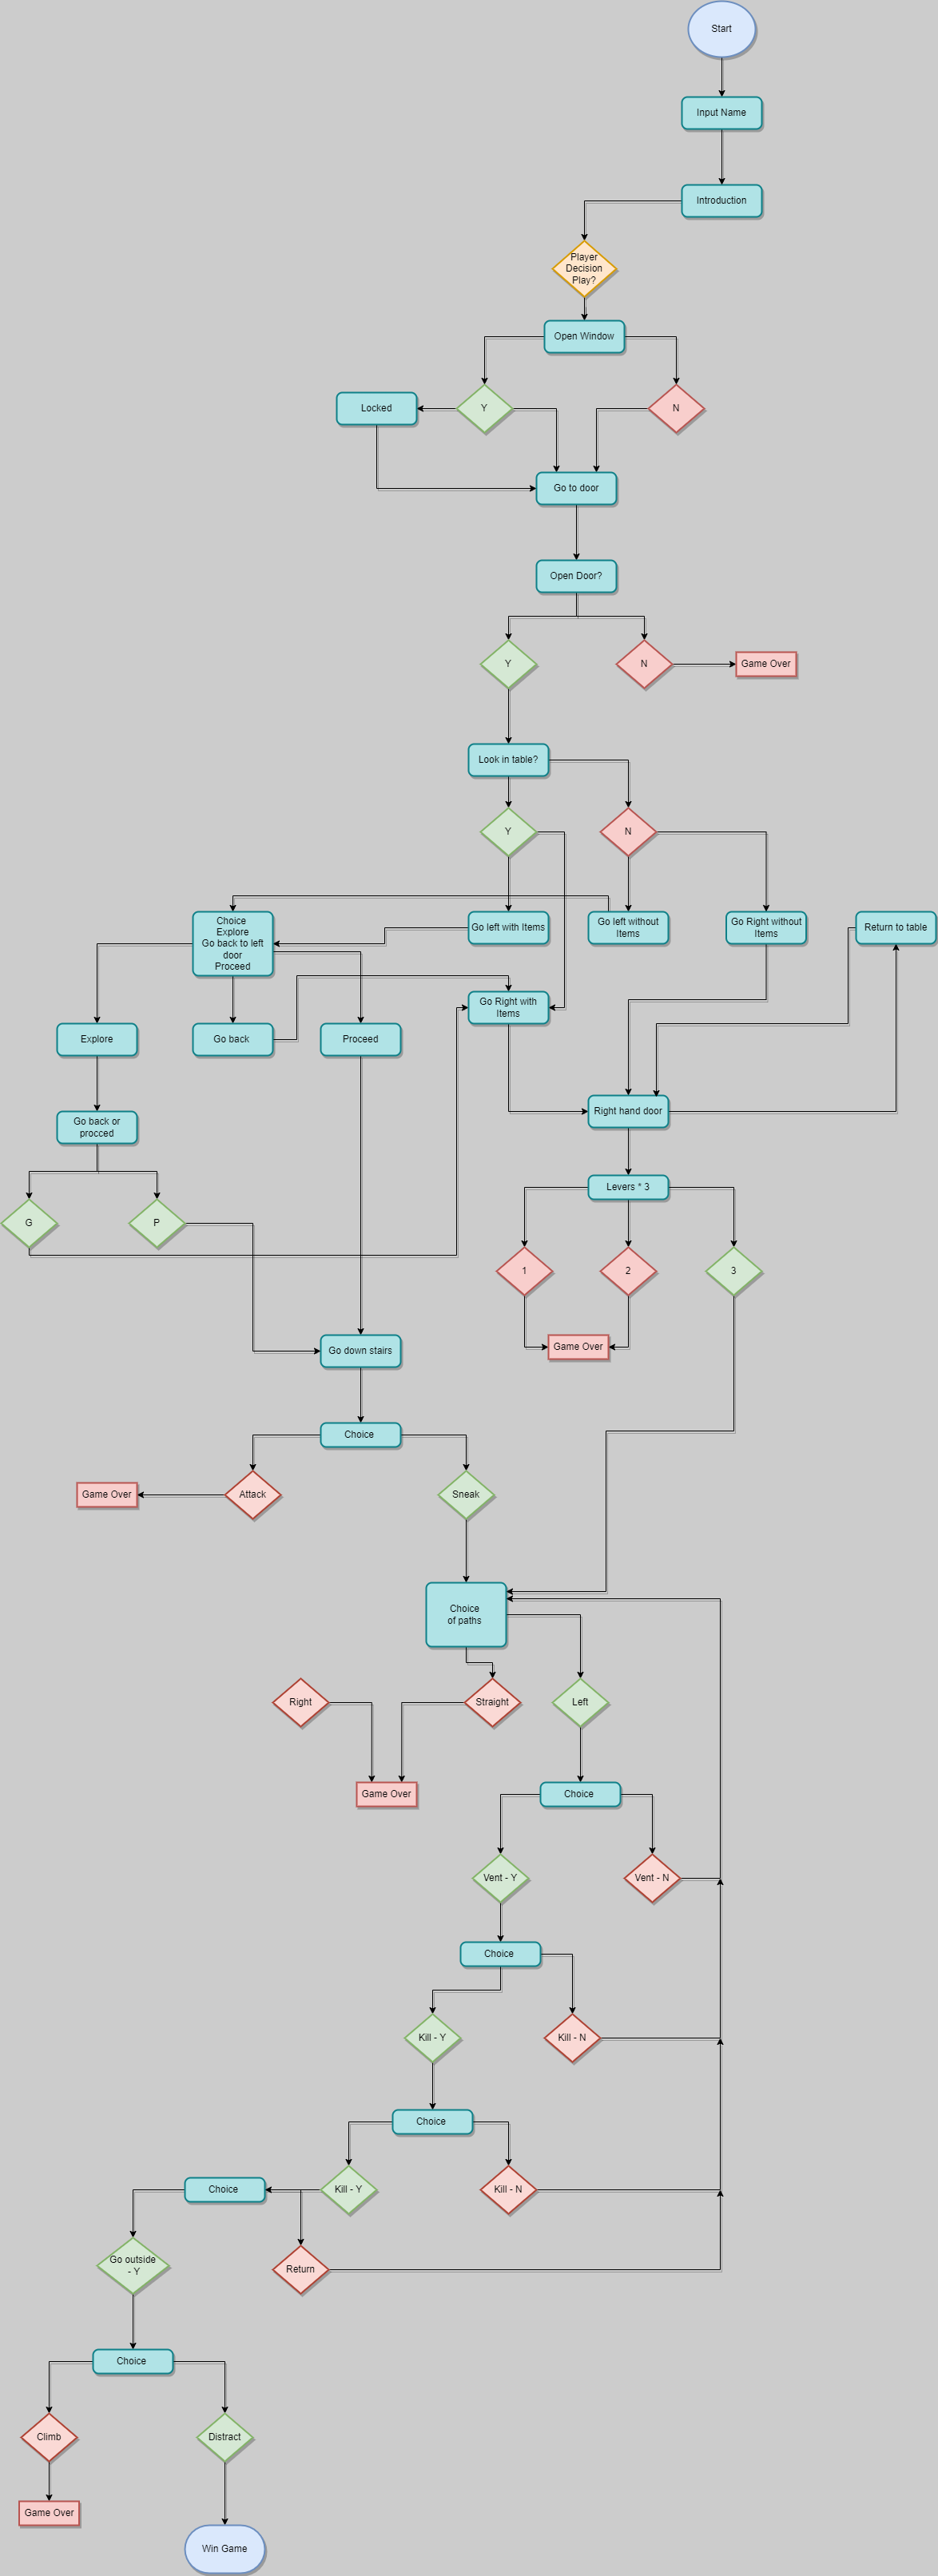 Start
Input Name
Introduction
Player
Decision
Play?
Open Window
Locked
Y
N
Go to door
Open Door?
Y
N
Game Over
Look in table?
Y
N
Choice
Explore
Go back to left
door
Proceed
Go left with Items
Go left without
Items
Go Right without
Items
Return to table
Go Right with
Items
Explore
Go back
Proceed
Right hand door
Go back or
procced
Levers * 3
G
P
1
2
3
Go down stairs
Game Over
Choice
Game Over
Attack
Sneak
Choice
of paths
Right
Straight
Left
Game Over
Choice
Vent - Y
Vent - N
Choice
Kill - Y
Kill - N
Choice
Choice
Kill - Y
Kill - N
Go outside
- Y
Return
Choice
Climb
Distract
Game Over
Win Game